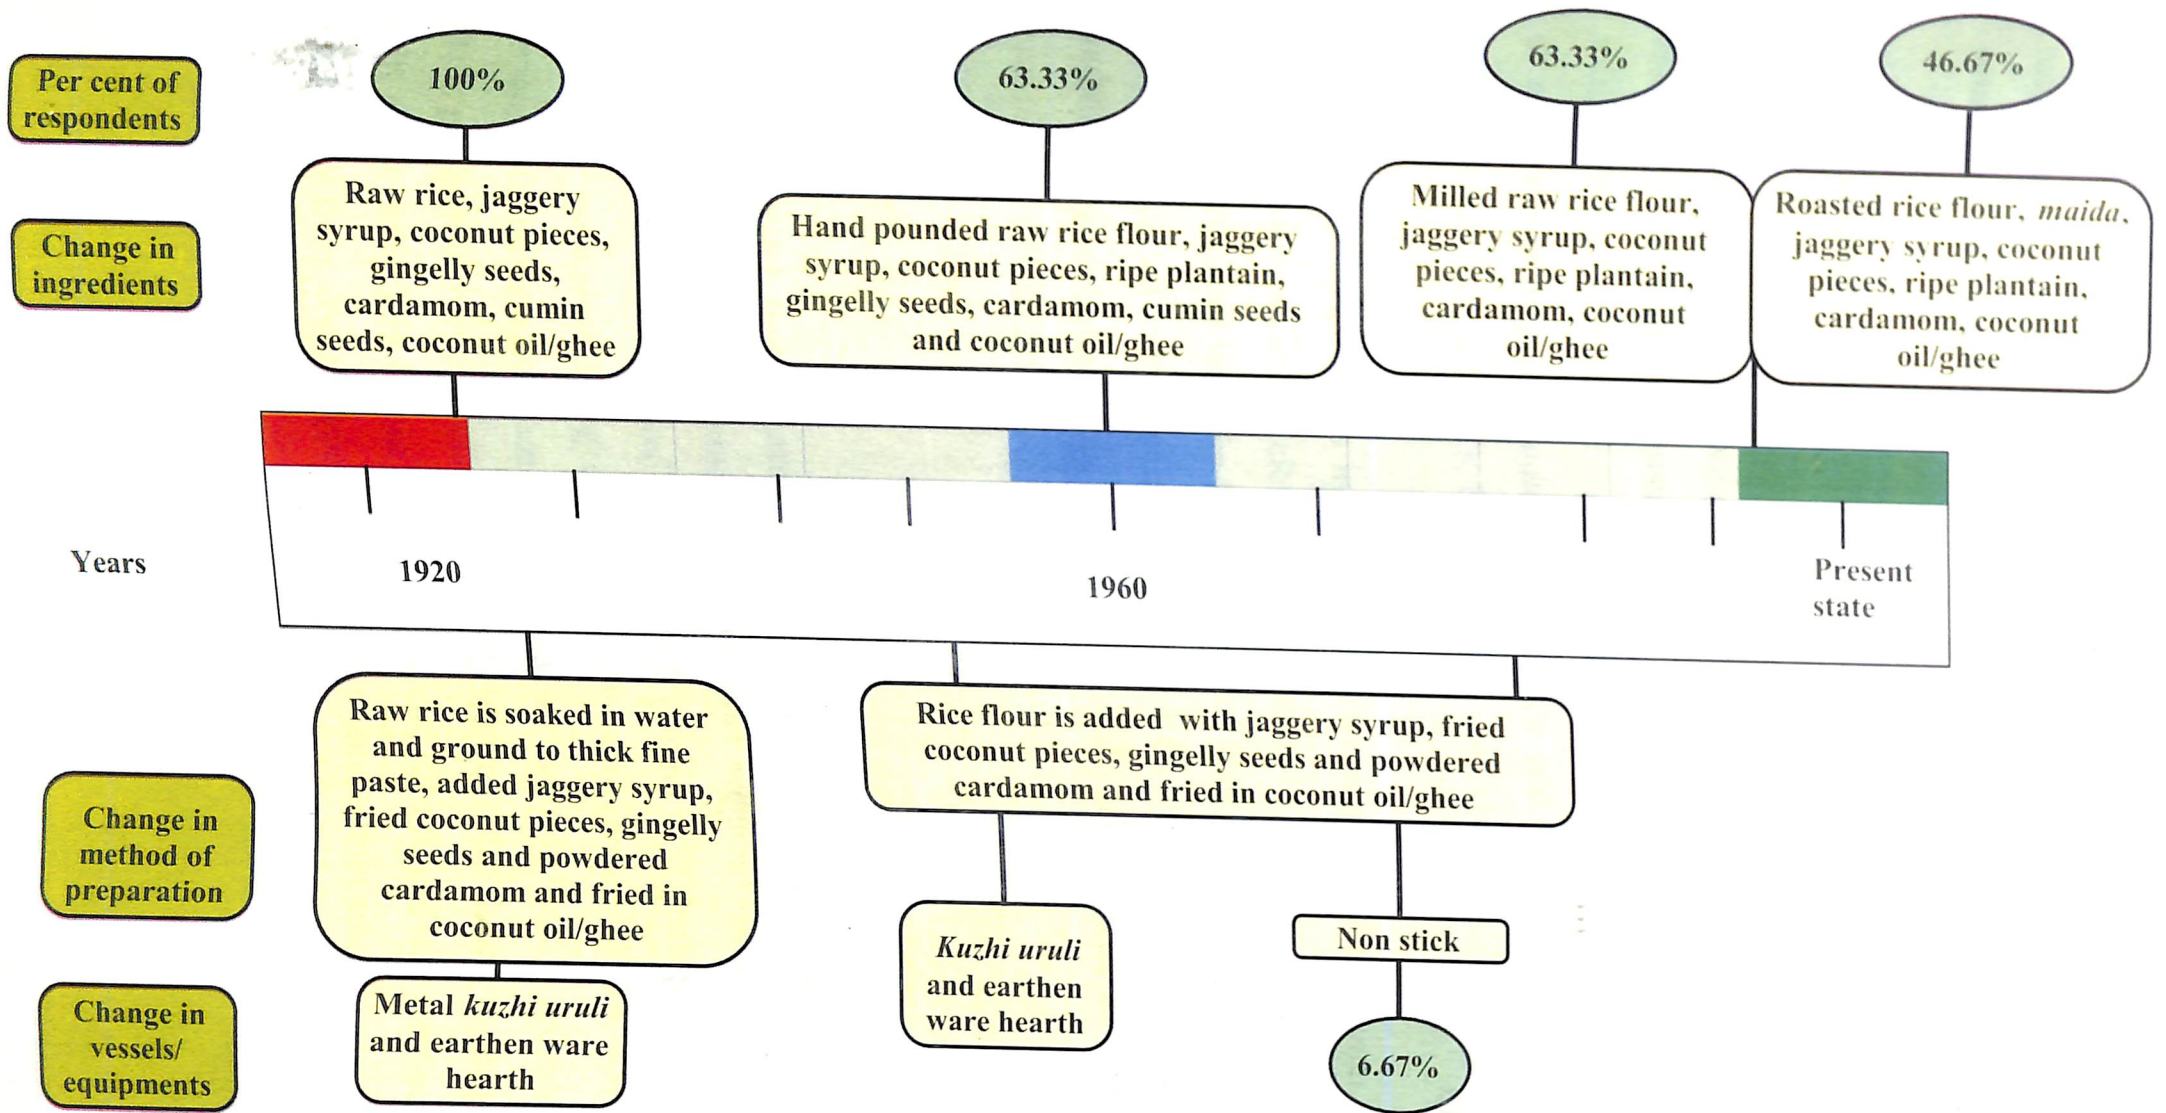 Per cent of
respondents
100%
63.33%
63.33%
46.67%
Change in
ingredients
Raw rice, jaggery
syrup, coconut pieces,
gingelly seeds,
cardamom, cumin
seeds, coconut oil/ghee
Hand pounded raw rice flour, jaggery
syrup, coconut pieces, ripe plantain,
gingelly seeds, cardamom, cumin seeds
and coconut oil/ghee
Milled raw rice flour,
jaggery syrup, coconut
pieces, ripe plantain,
cardamom, coconut
oil/ghee
Roasted rice flour, maida,
jaggery syrup, coconut
pieces, ripe plantain,
cardamom, coconut
oil/ghee
Years
1920
1960
Present
state
Change in
method of
preparation
Raw rice is soaked in water
and ground to thick fine
paste, added jaggery syrup,
fried coconut pieces, gingelly
seeds and powdered
cardamom and fried in
coconut oil/ghee
Rice flour is added with jaggery syrup, fried
coconut pieces, gingelly seeds and powdered
cardamom and fried in coconut oil/ghee
Change in
vessels/
equipments
Metal kuzhi uruli
and earthen ware
hearth
Kuzhi uruli
and earthen
ware hearth
Non stick
6.67%